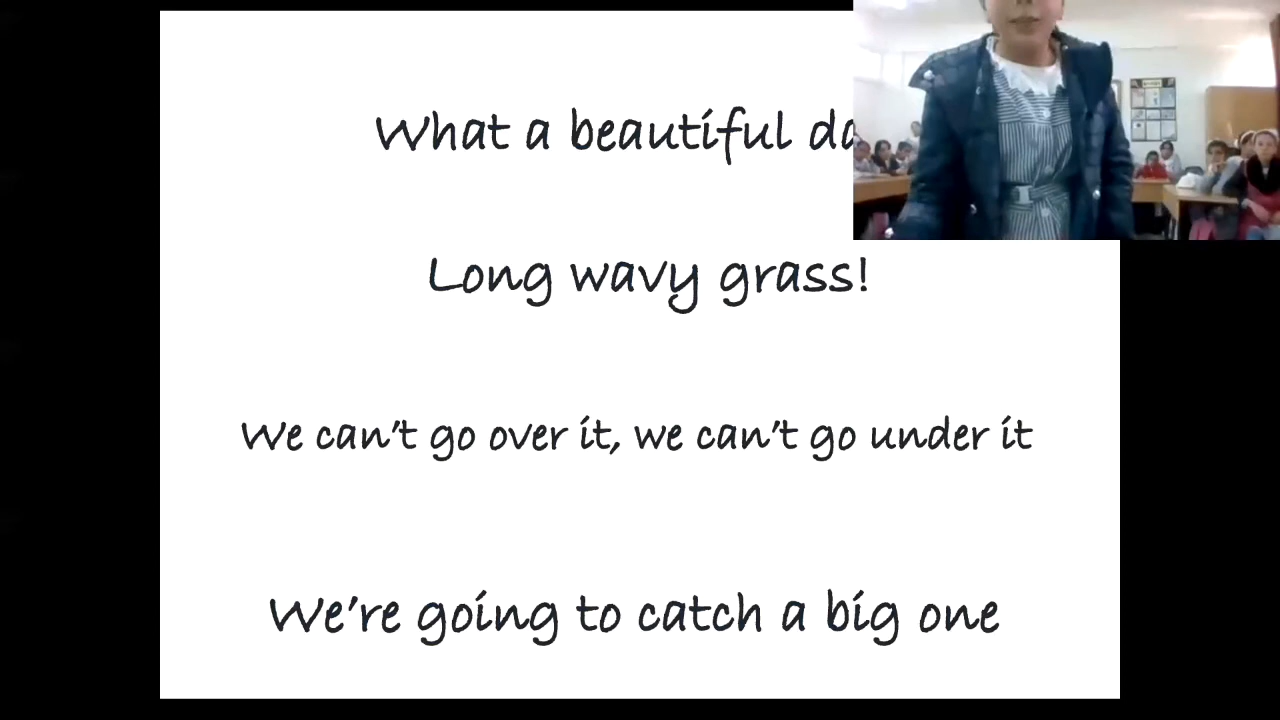 What a beautiful da
Long wavy grass!
We can't go over it, we can't go under it
We're going to catch a big one